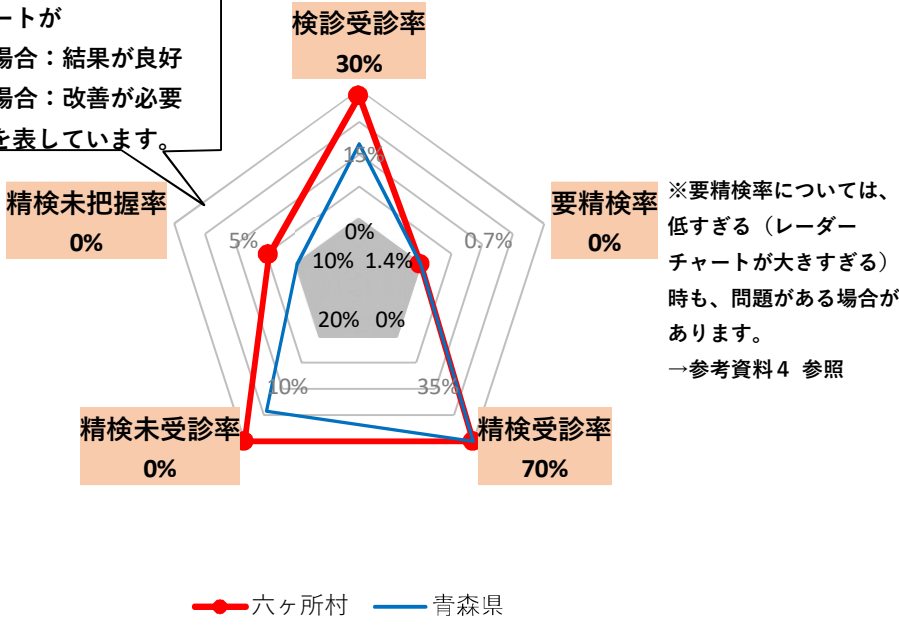 ートが
場合：結果が良好
場合：改善が必要
を表しています。
検診受診率
30%
精検未把握率
0%
要精検率
0%
※要精検率については、
低すぎる（レーダー
チャートが大きすぎる）
時も、問題がある場合が
あります。
→参考資料４ 参照
15%
5%
0.7%
0%
10%
1.4%
20%
0%
10%
35%
精検未受診率
0%
精検受診率
70%
六ヶ所村
青森県